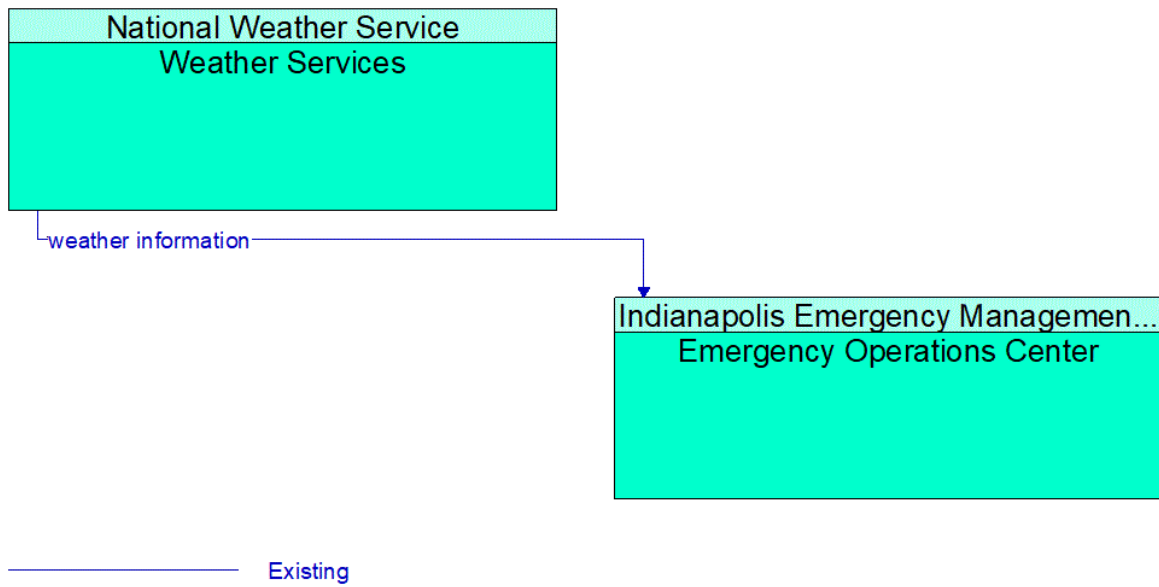 National Weather Service
Weather Services
weather information
Indianapolis Emergency Managemen...
Emergency Operations Center
Existing